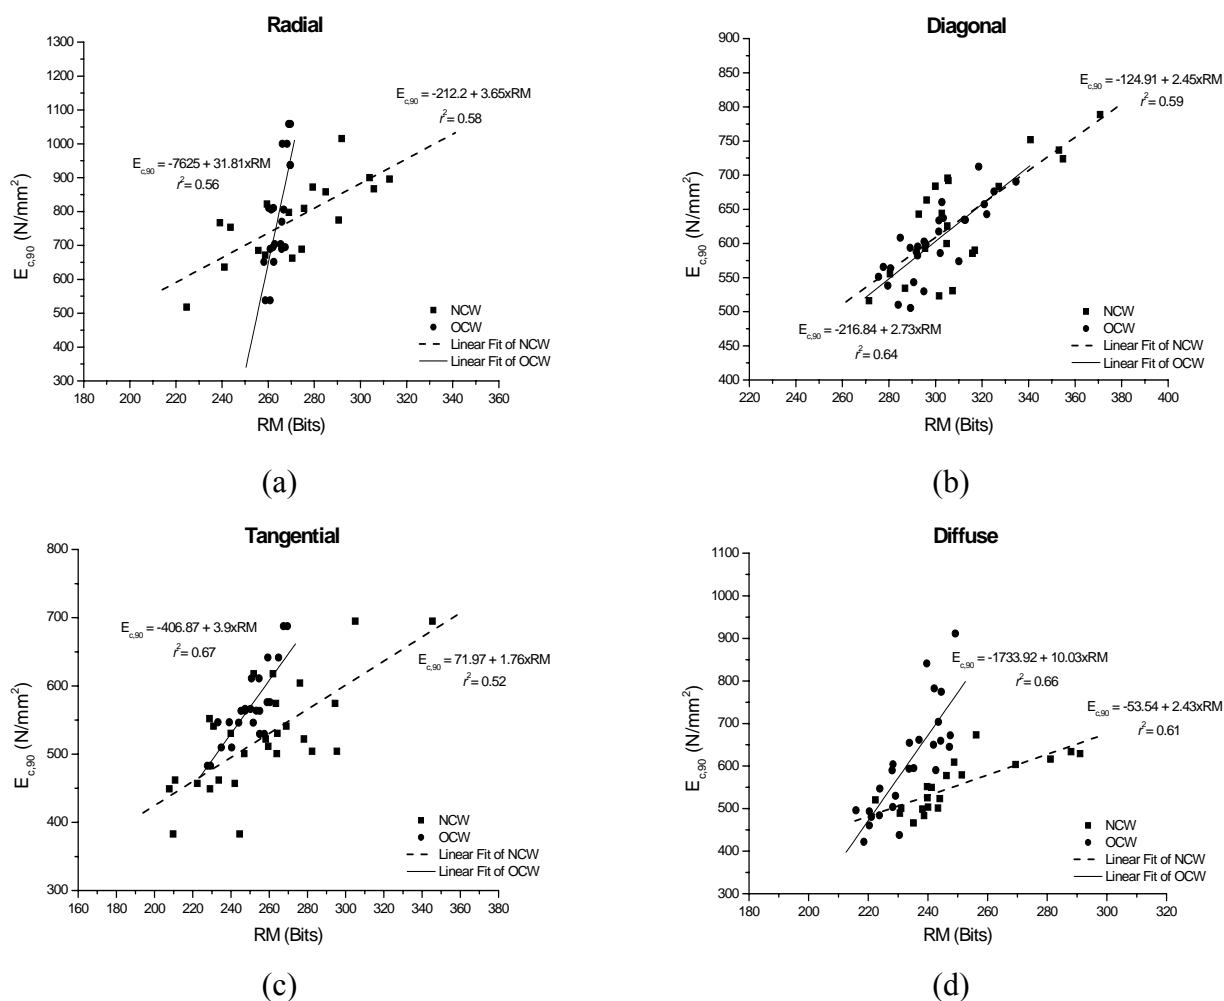 Radial
1300
1200
1100
1000
900
800
700
600
500
400
300
E_c,90 (N/mm²)
E_c,90 = -212.2 + 3.65xRM
r² = 0.58
E_c,90 = -7625 + 31.81xRM
r² = 0.56
NCW
OCW
Linear Fit of NCW
Linear Fit of OCW
180 200 220 240 260 280 300 320 340 360
RM (Bits)
(a)
Diagonal
900
850
800
750
700
650
600
550
500
450
400
E_c,90 (N/mm²)
E_c,90 = -124.91 + 2.45xRM
r² = 0.59
E_c,90 = -216.84 + 2.73xRM
r² = 0.64
NCW
OCW
Linear Fit of NCW
Linear Fit of OCW
220 240 260 280 300 320 340 360 380 400
RM (Bits)
(b)
Tangential
800
700
600
500
400
300
E_c,90 (N/mm²)
E_c,90 = -406.87 + 3.9xRM
r² = 0.67
E_c,90 = 71.97 + 1.76xRM
r² = 0.52
NCW
OCW
Linear Fit of NCW
Linear Fit of OCW
160 180 200 220 240 260 280 300 320 340 360 380
RM (Bits)
(c)
Diffuse
1100
1000
900
800
700
600
500
400
300
E_c,90 (N/mm²)
E_c,90 = -1733.92 + 10.03xRM
r² = 0.66
E_c,90 = -53.54 + 2.43xRM
r² = 0.61
NCW
OCW
Linear Fit of NCW
Linear Fit of OCW
180 200 220 240 260 280 300 320
RM (Bits)
(d)